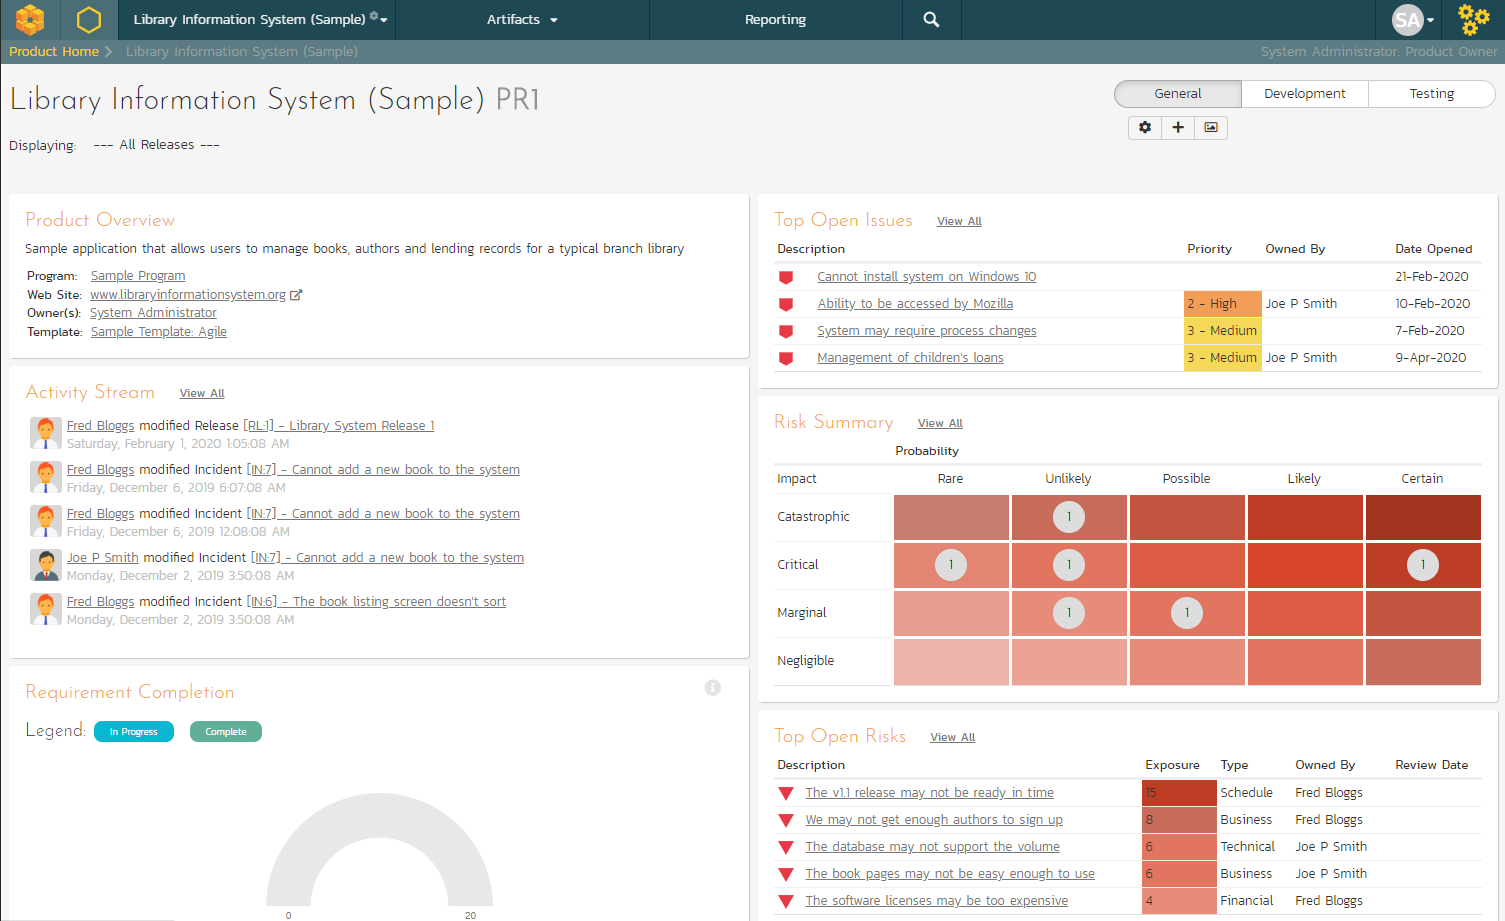 Library Information System (Sample)
Artifacts
Reporting
SA
Product Home
Library Information System (Sample)
System Administrator: Product Owner
Library Information System (Sample) PR1
General
Development
Testing
Displaying: --- All Releases ---
Product Overview
Sample application that allows users to manage books, authors and lending records for a typical branch library
Program: Sample Program
Web Site: www.libraryinformationsystem.org
Owner(s): System Administrator
Template: Sample Template: Agile
Activity Stream View All
Fred Bloggs modified Release [RL:1] - Library System Release 1
Saturday, February 1, 2020 1:05:08 AM
Fred Bloggs modified Incident [IN:7] - Cannot add a new book to the system
Friday, December 6, 2019 6:07:08 AM
Fred Bloggs modified Incident [IN:7] - Cannot add a new book to the system
Friday, December 6, 2019 12:08:08 AM
Joe P Smith modified Incident [IN:7] - Cannot add a new book to the system
Monday, December 2, 2019 3:50:08 AM
Fred Bloggs modified Incident [IN:6] - The book listing screen doesn't sort
Monday, December 2, 2019 3:50:08 AM
Requirement Completion
Legend: In Progress Complete
0 20
Top Open Issues View All
Description Priority Owned By Date Opened
Cannot install system on Windows 10 21-Feb-2020
Ability to be accessed by Mozilla 2 - High Joe P Smith 10-Feb-2020
System may require process changes 3 - Medium 7-Feb-2020
Management of children's loans 3 - Medium Joe P Smith 9-Apr-2020
Risk Summary View All
Probability
Impact Rare Unlikely Possible Likely Certain
Catastrophic 1
Critical 1 1 1
Marginal 1 1
Negligible
Top Open Risks View All
Description Exposure Type Owned By Review Date
The v1.1 release may not be ready in time 15 Schedule Fred Bloggs
We may not get enough authors to sign up 8 Business Fred Bloggs
The database may not support the volume 6 Technical Joe P Smith
The book pages may not be easy enough to use 6 Business Joe P Smith
The software licenses may be too expensive 4 Financial Fred Bloggs